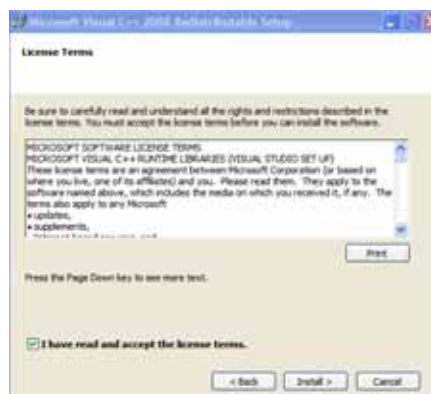 Microsoft Visual C++ 2008 Redistributable Setup
License Terms
Be sure to carefully read and understand all the rights and restrictions described in the
license terms. You must accept the license terms before you can install the software.
MICROSOFT SOFTWARE LICENSE TERMS
MICROSOFT VISUAL C++ RUNTIME LIBRARIES (VISUAL STUDIO SET UP)
These license terms are an agreement between Microsoft Corporation (or based on
where you live, one of its affiliates) and you. Please read them. They apply to the
software named above, which includes the media on which you received it, if any. The
terms also apply to any Microsoft
• updates,
• supplements,
Print
Press the Page Down key to see more text.
I have read and accept the license terms.
< Back
Install >
Cancel